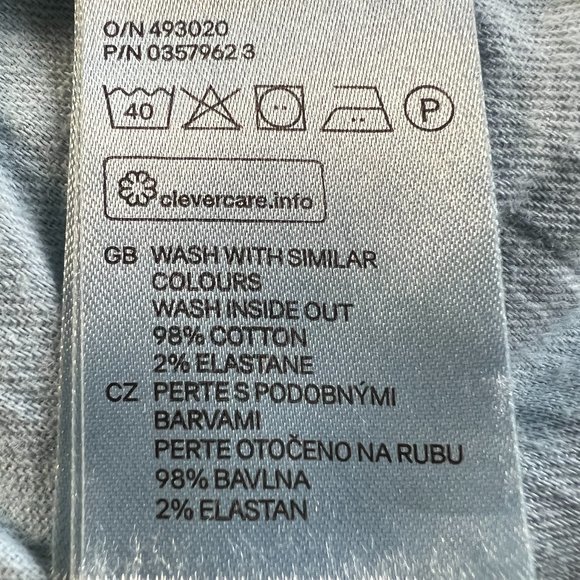 O/N 493020
P/N 0357962 3
40 P
clevercare.info
GB WASH WITH SIMILAR
COLOURS
WASH INSIDE OUT
98% COTTON
2% ELASTANE
CZ PERTE S PODOBNÝMI
BARVAMI
PERTE OTOČENO NA RUBU
98% BAVLNA
2% ELASTAN